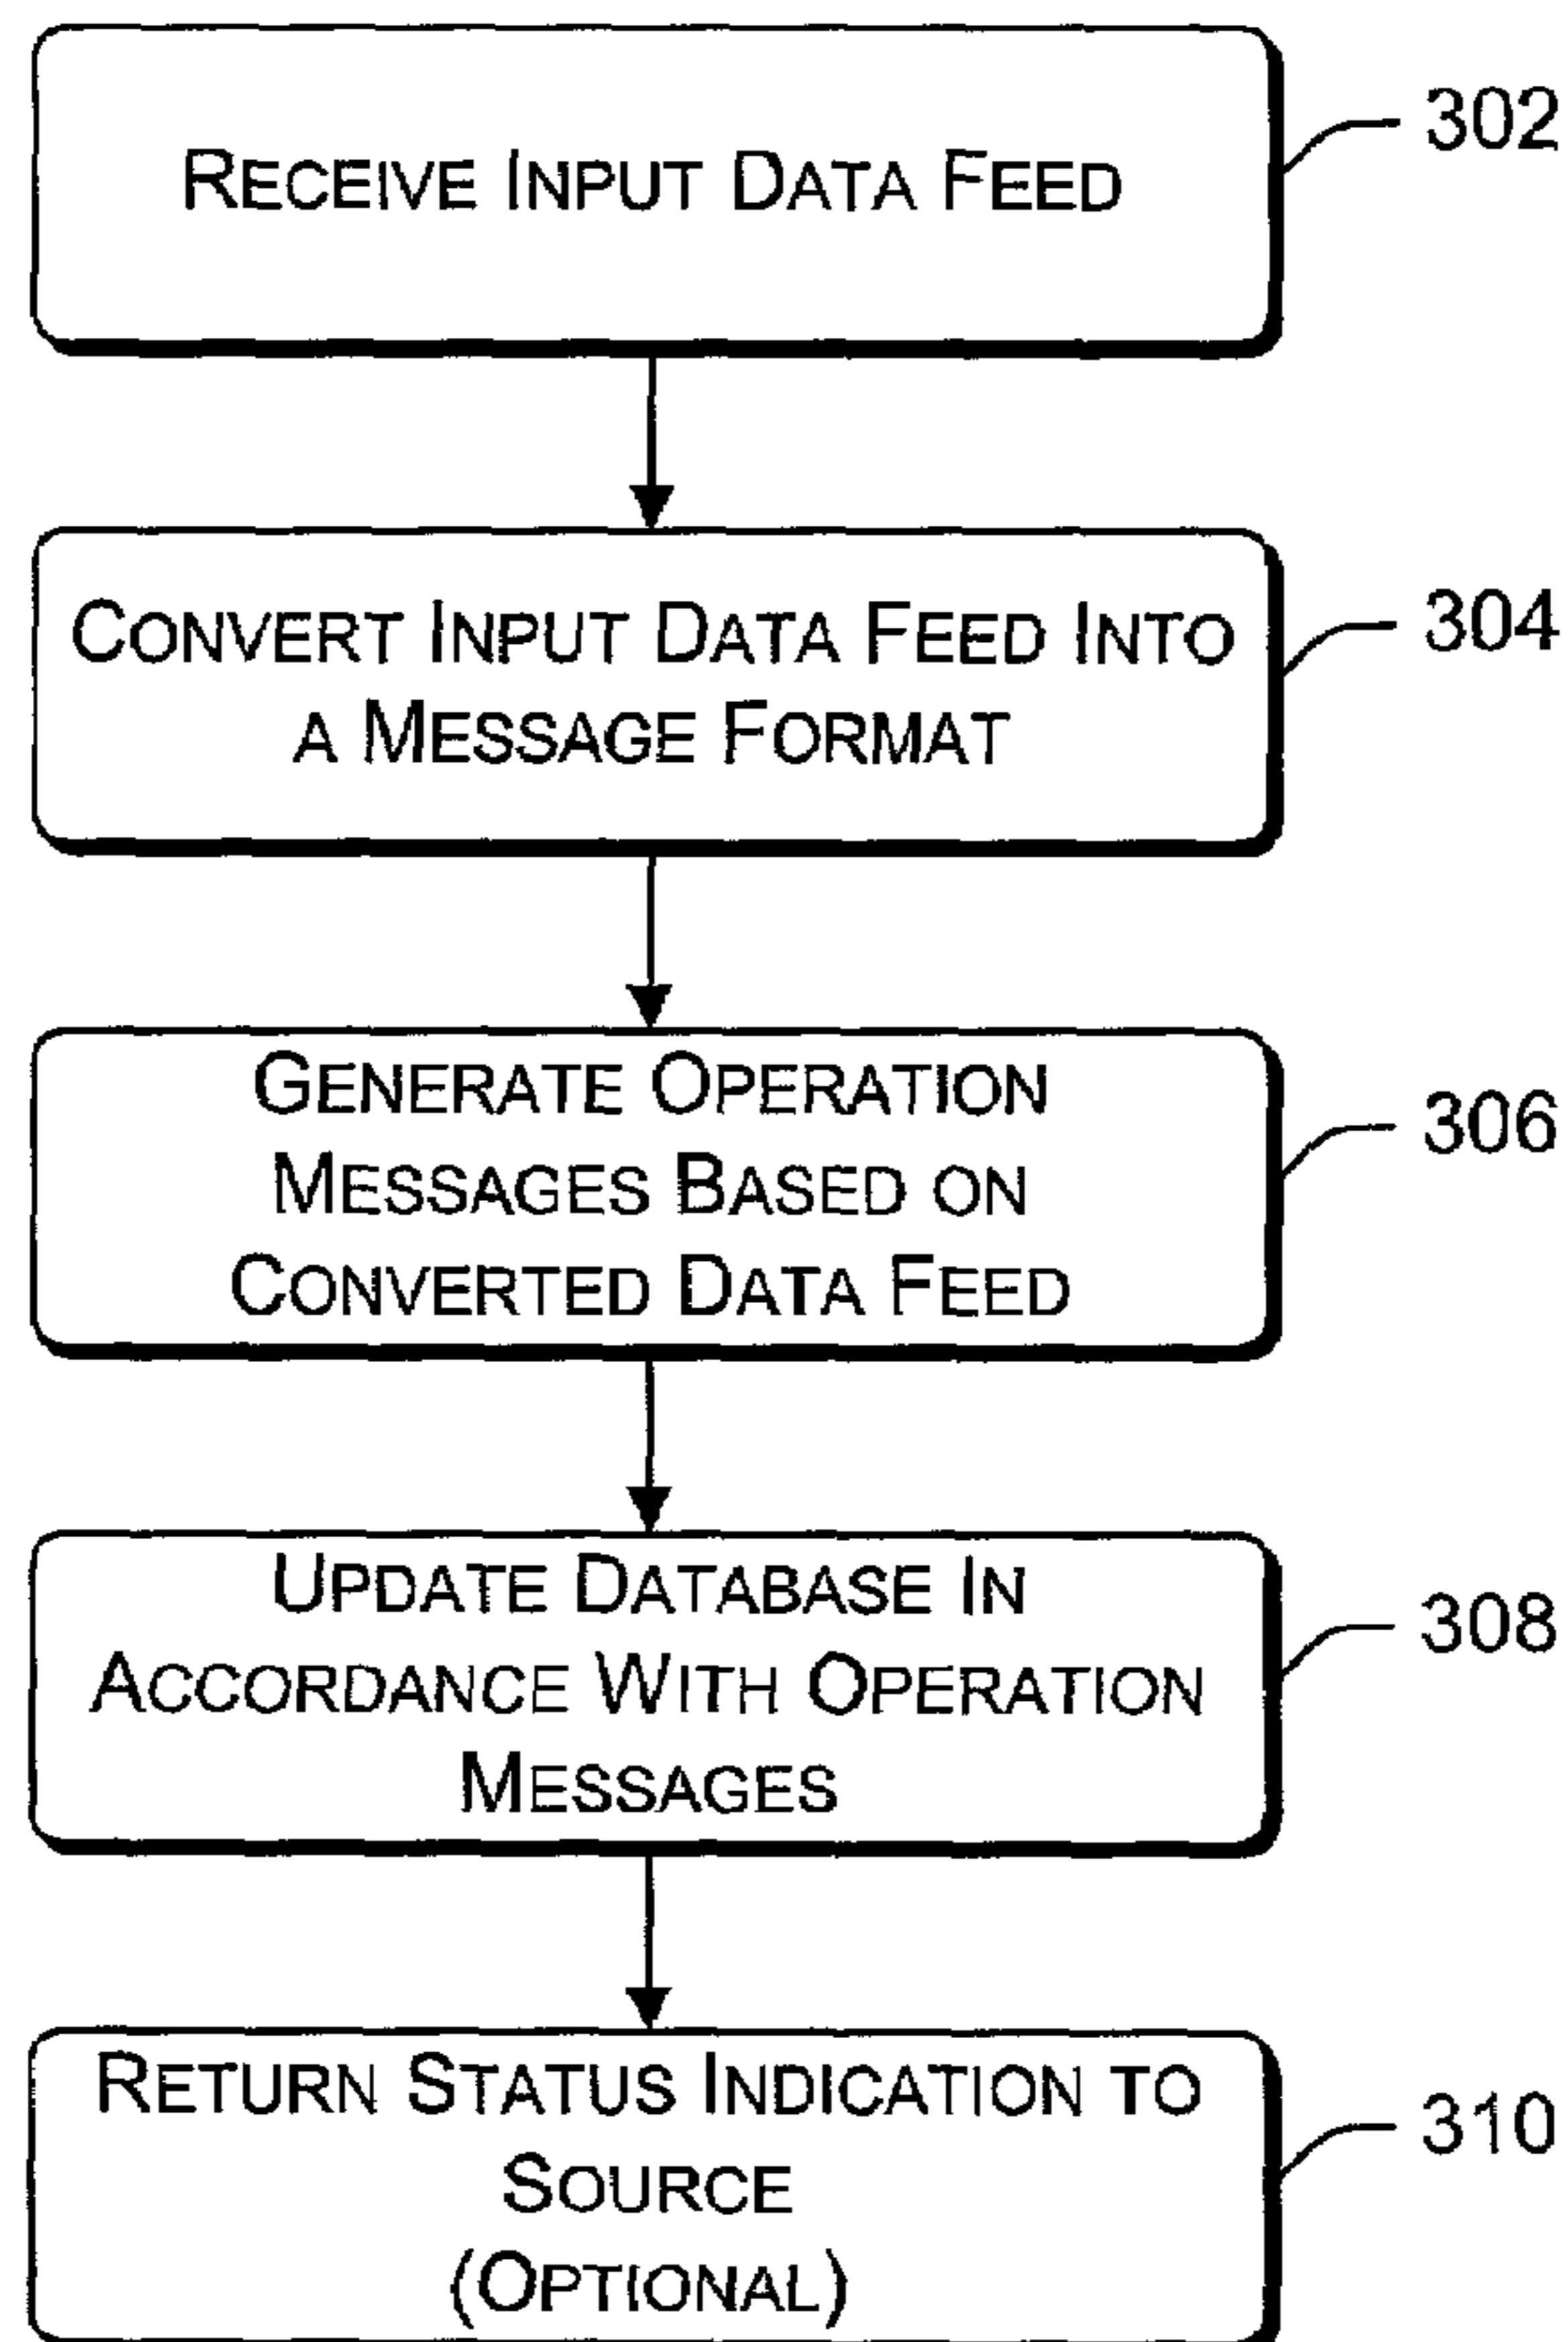 RECEIVE INPUT DATA FEED
302
CONVERT INPUT DATA FEED INTO
A MESSAGE FORMAT
304
GENERATE OPERATION
MESSAGES BASED ON
CONVERTED DATA FEED
306
UPDATE DATABASE IN
ACCORDANCE WITH OPERATION
MESSAGES
308
RETURN STATUS INDICATION TO
SOURCE
(OPTIONAL)
310